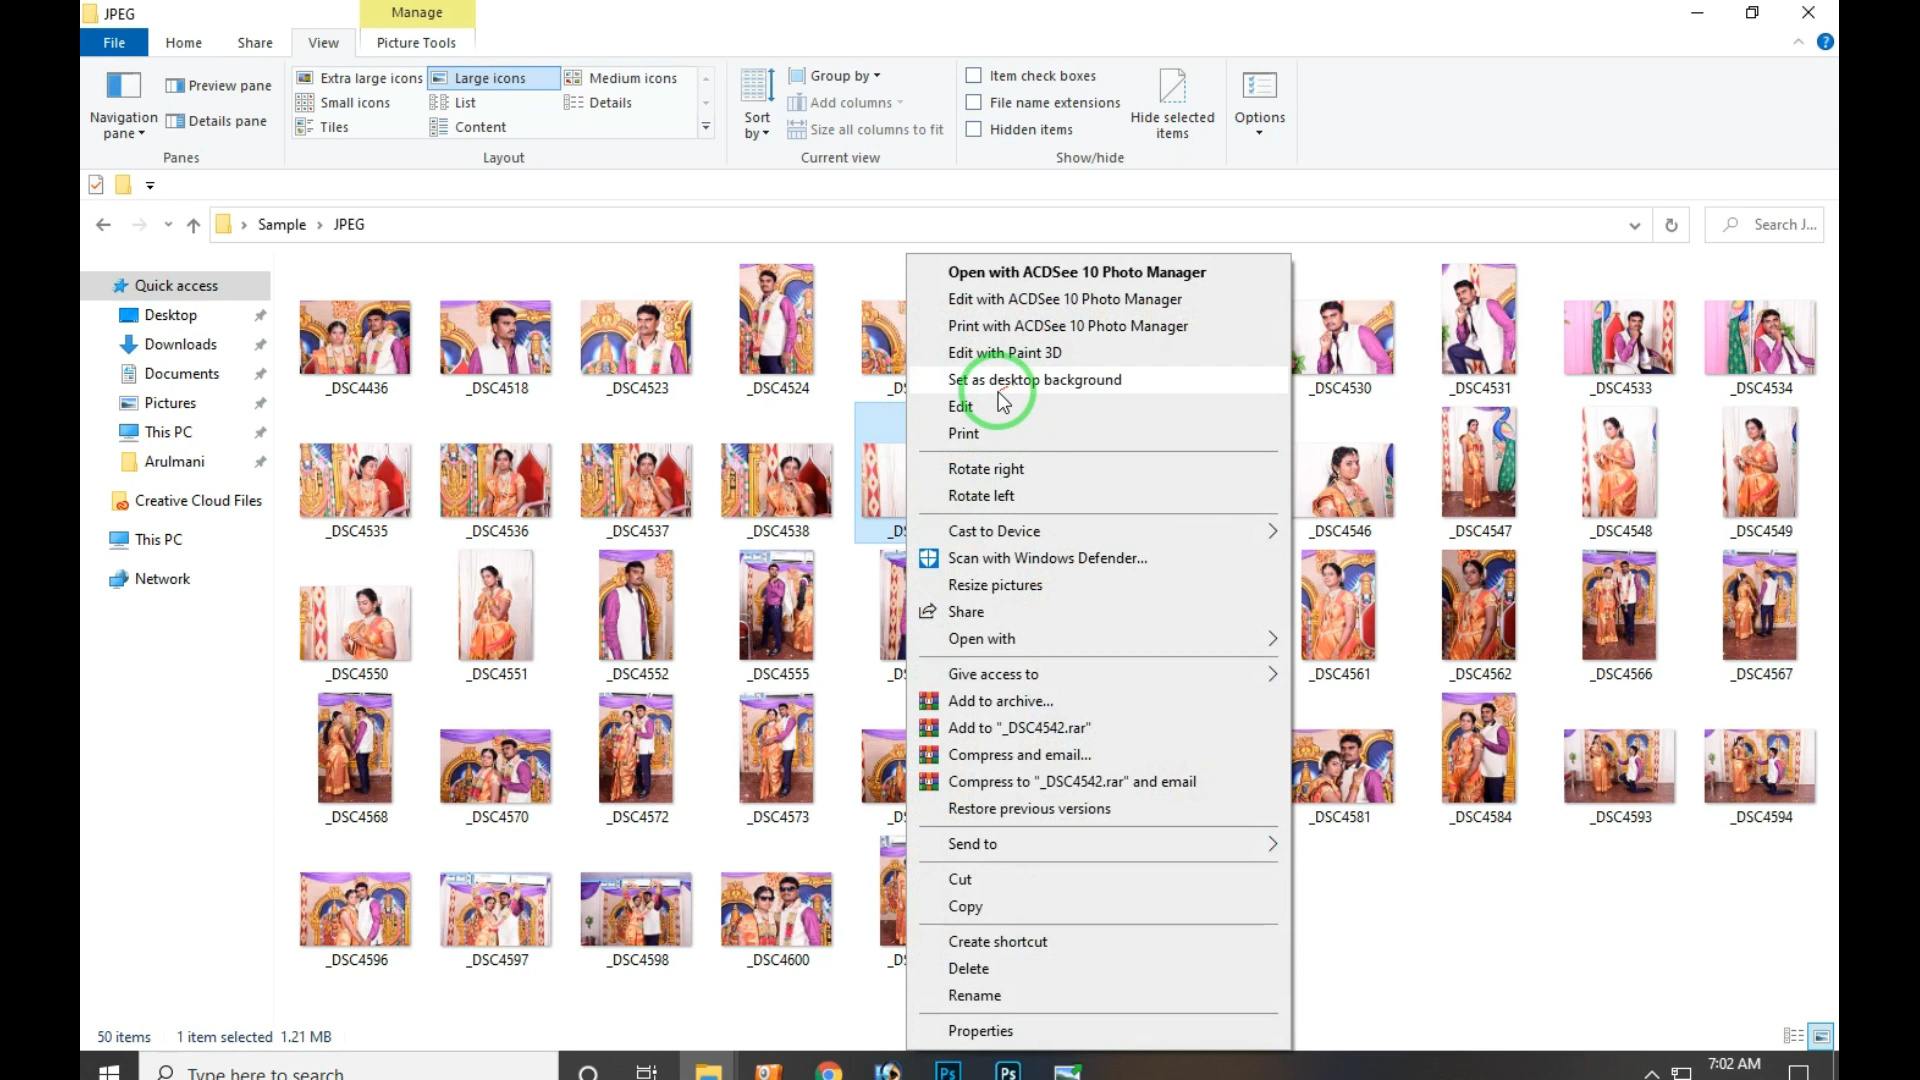 JPEG
Manage
File
Home
Share
View
Picture Tools
Navigation pane
Preview pane
Details pane
Panes
Extra large icons
Large icons
Medium icons
Small icons
List
Details
Tiles
Content
Layout
Sort by
Group by
Add columns
Size all columns to fit
Current view
Item check boxes
File name extensions
Hidden items
Hide selected items
Show/hide
Options
Sample
JPEG
Search J...
Quick access
Desktop
Downloads
Documents
Pictures
This PC
Arulmani
Creative Cloud Files
This PC
Network
_DSC4436
_DSC4518
_DSC4523
_DSC4524
_DSC4530
_DSC4531
_DSC4533
_DSC4534
_DSC4535
_DSC4536
_DSC4537
_DSC4538
_DSC4546
_DSC4547
_DSC4548
_DSC4549
_DSC4550
_DSC4551
_DSC4552
_DSC4555
_DSC4561
_DSC4562
_DSC4566
_DSC4567
_DSC4568
_DSC4570
_DSC4572
_DSC4573
_DSC4581
_DSC4584
_DSC4593
_DSC4594
_DSC4596
_DSC4597
_DSC4598
_DSC4600
Open with ACDSee 10 Photo Manager
Edit with ACDSee 10 Photo Manager
Print with ACDSee 10 Photo Manager
Edit with Paint 3D
Set as desktop background
Edit
Print
Rotate right
Rotate left
Cast to Device
Scan with Windows Defender...
Resize pictures
Share
Open with
Give access to
Add to archive...
Add to "_DSC4542.rar"
Compress and email...
Compress to "_DSC4542.rar" and email
Restore previous versions
Send to
Cut
Copy
Create shortcut
Delete
Rename
Properties
50 items
1 item selected 1.21 MB
Type here to search
Ps
Ps
7:02 AM